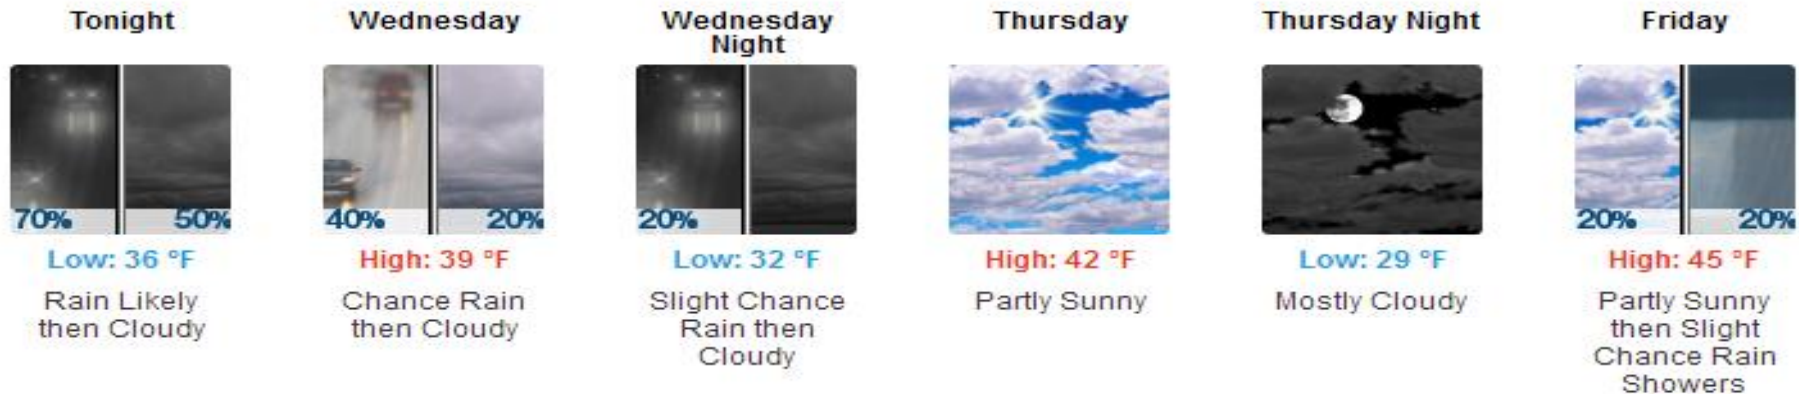 Tonight
70% 50%
Low: 36 °F
Rain Likely
then Cloudy
Wednesday
40% 20%
High: 39 °F
Chance Rain
then Cloudy
Wednesday
Night
20%
Low: 32 °F
Slight Chance
Rain then
Cloudy
Thursday
High: 42 °F
Partly Sunny
Thursday Night
Low: 29 °F
Mostly Cloudy
Friday
20% 20%
High: 45 °F
Partly Sunny
then Slight
Chance Rain
Showers